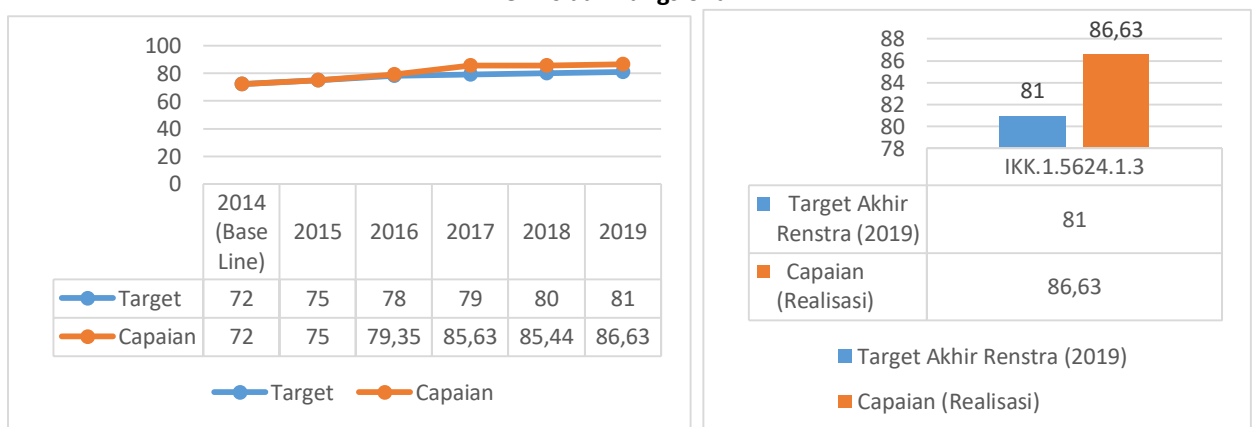 100
80
60
40
20
0
2014 (Base Line) 2015 2016 2017 2018 2019
Target 72 75 78 79 80 81
Capaian 72 75 79,35 85,63 85,44 86,63
Target Capaian
86,63
81
88
86
84
82
80
78
IKK.1.5624.1.3
Target Akhir Renstra (2019) 81
Capaian (Realisasi) 86,63
Target Akhir Renstra (2019)
Capaian (Realisasi)